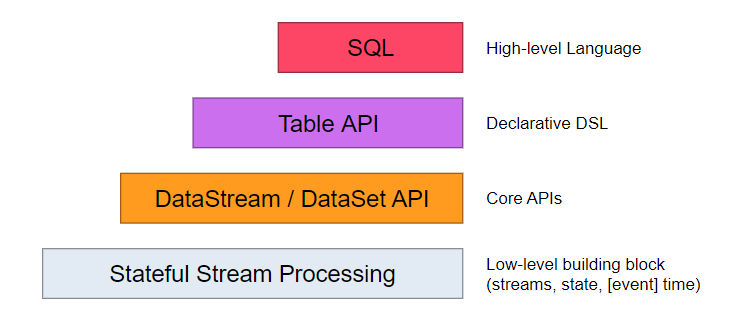 SQL
High-level Language
Table API
Declarative DSL
DataStream / DataSet API
Core APIs
Stateful Stream Processing
Low-level building block
(streams, state, [event] time)